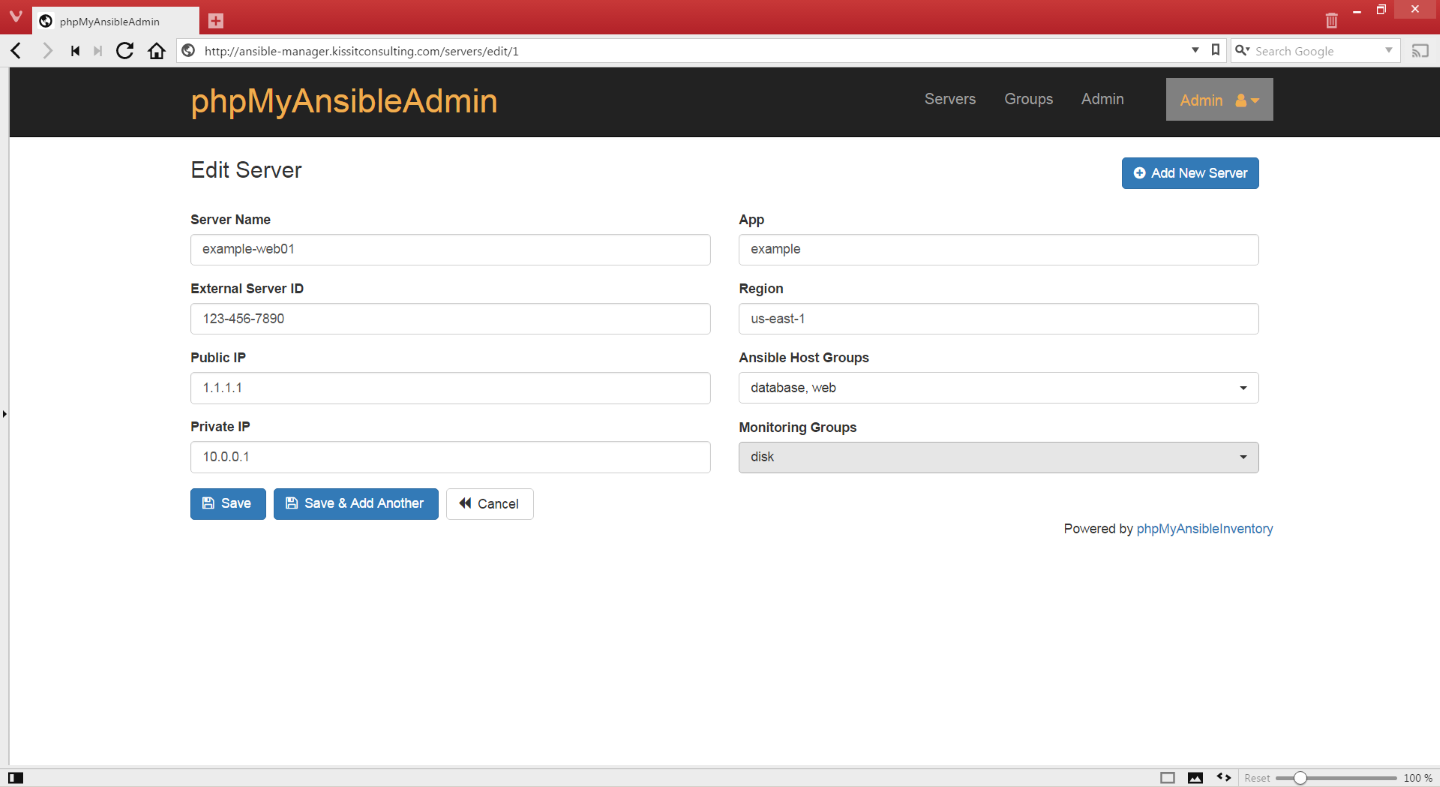 phpMyAnsibleAdmin
http://ansible-manager.kissitconsulting.com/servers/edit/1
Search Google
phpMyAnsibleAdmin
Servers
Groups
Admin
Admin
Edit Server
Add New Server
Server Name
App
example-web01
example
External Server ID
Region
123-456-7890
us-east-1
Public IP
Ansible Host Groups
1.1.1.1
database, web
Private IP
Monitoring Groups
10.0.0.1
disk
Save
Save & Add Another
Cancel
Powered by phpMyAnsibleInventory
Reset
100 %